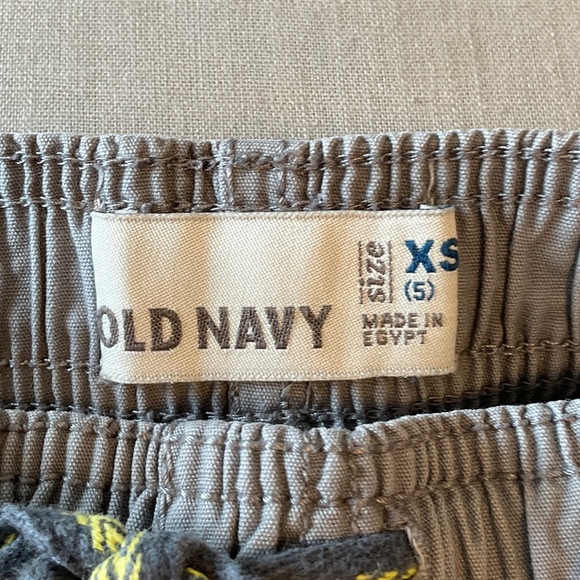 OLD NAVY
size
XS
(5)
MADE IN
EGYPT